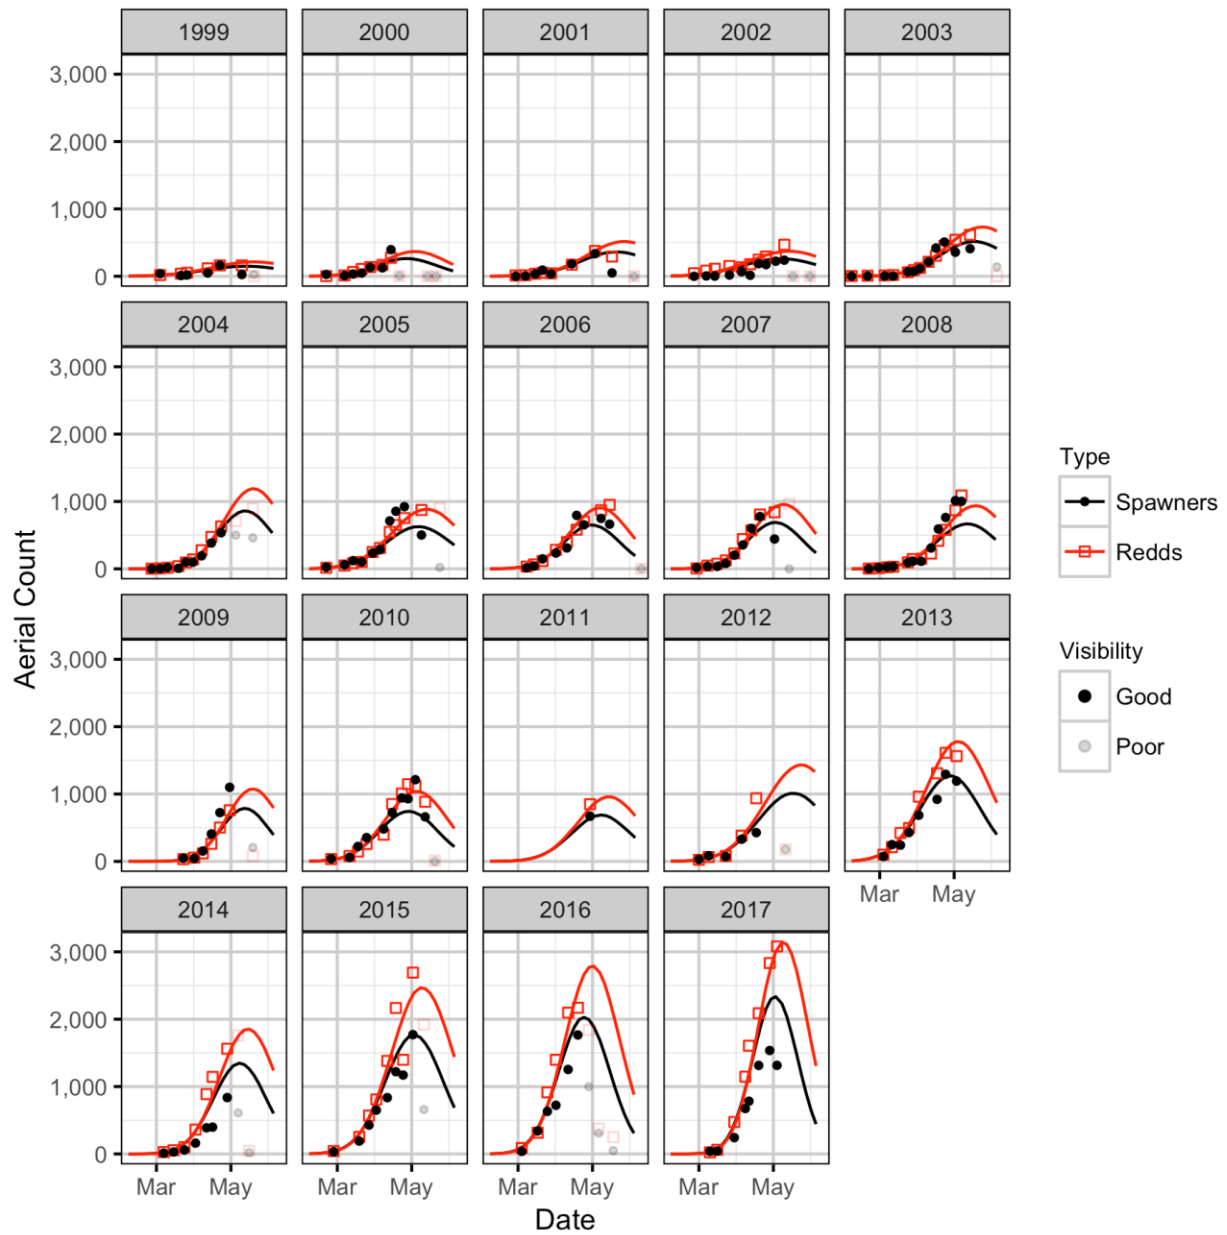 1999 2000 2001 2002 2003
3,000
2,000
1,000
0
2004 2005 2006 2007 2008
3,000
2,000
1,000
0
Type
Spawners
Redds
Aerial Count
2009 2010 2011 2012 2013
3,000
2,000
1,000
0
Visibility
Good
Poor
Mar May
2014 2015 2016 2017
3,000
2,000
1,000
0
Mar May Mar May Mar May Mar May
Date